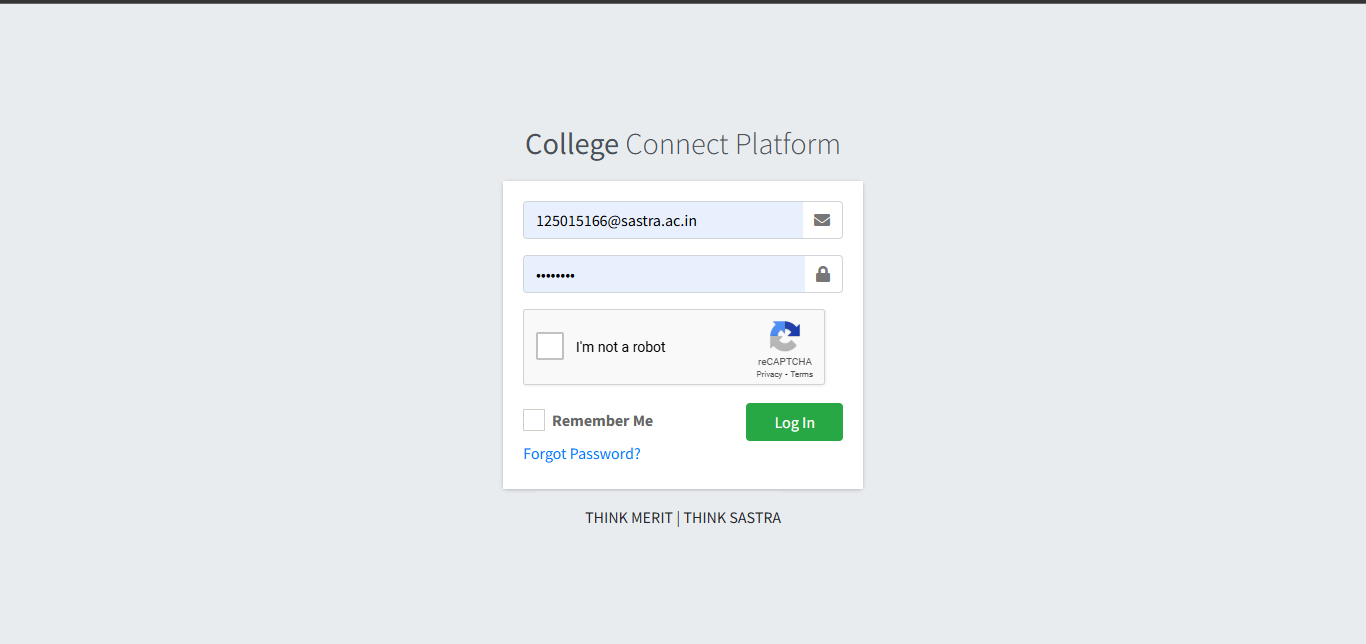 College Connect Platform
125015166@sastra.ac.in
••••••••
I'm not a robot
reCAPTCHA
Privacy - Terms
Remember Me
Log In
Forgot Password?
THINK MERIT | THINK SASTRA